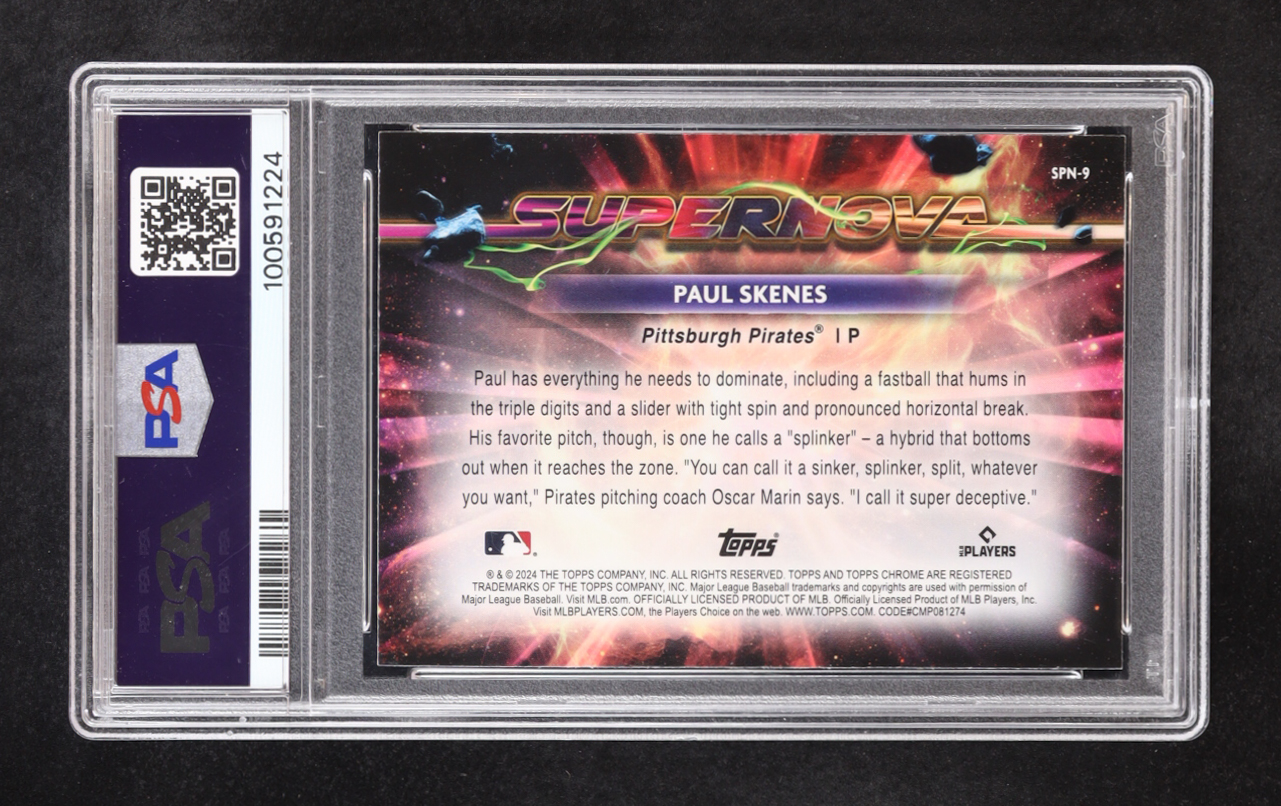 100591224
PSA
PSA
SPN-9
SUPERNOVA
PAUL SKENES
Pittsburgh Pirates® | P
Paul has everything he needs to dominate, including a fastball that hums in
the triple digits and a slider with tight spin and pronounced horizontal break.
His favorite pitch, though, is one he calls a "splinker" – a hybrid that bottoms
out when it reaches the zone. "You can call it a sinker, splinker, split, whatever
you want," Pirates pitching coach Oscar Marin says. "I call it super deceptive."
topps®
MLB PLAYERS
® & © 2024 THE TOPPS COMPANY, INC. ALL RIGHTS RESERVED. TOPPS AND TOPPS CHROME ARE REGISTERED
TRADEMARKS OF THE TOPPS COMPANY, INC. Major League Baseball trademarks and copyrights are used with permission of
Major League Baseball. Visit MLB.com. OFFICIALLY LICENSED PRODUCT OF MLB. Officially Licensed Product of MLB Players, Inc.
Visit MLBPLAYERS.COM, the Players Choice on the web. WWW.TOPPS.COM. CODE#CMP081274